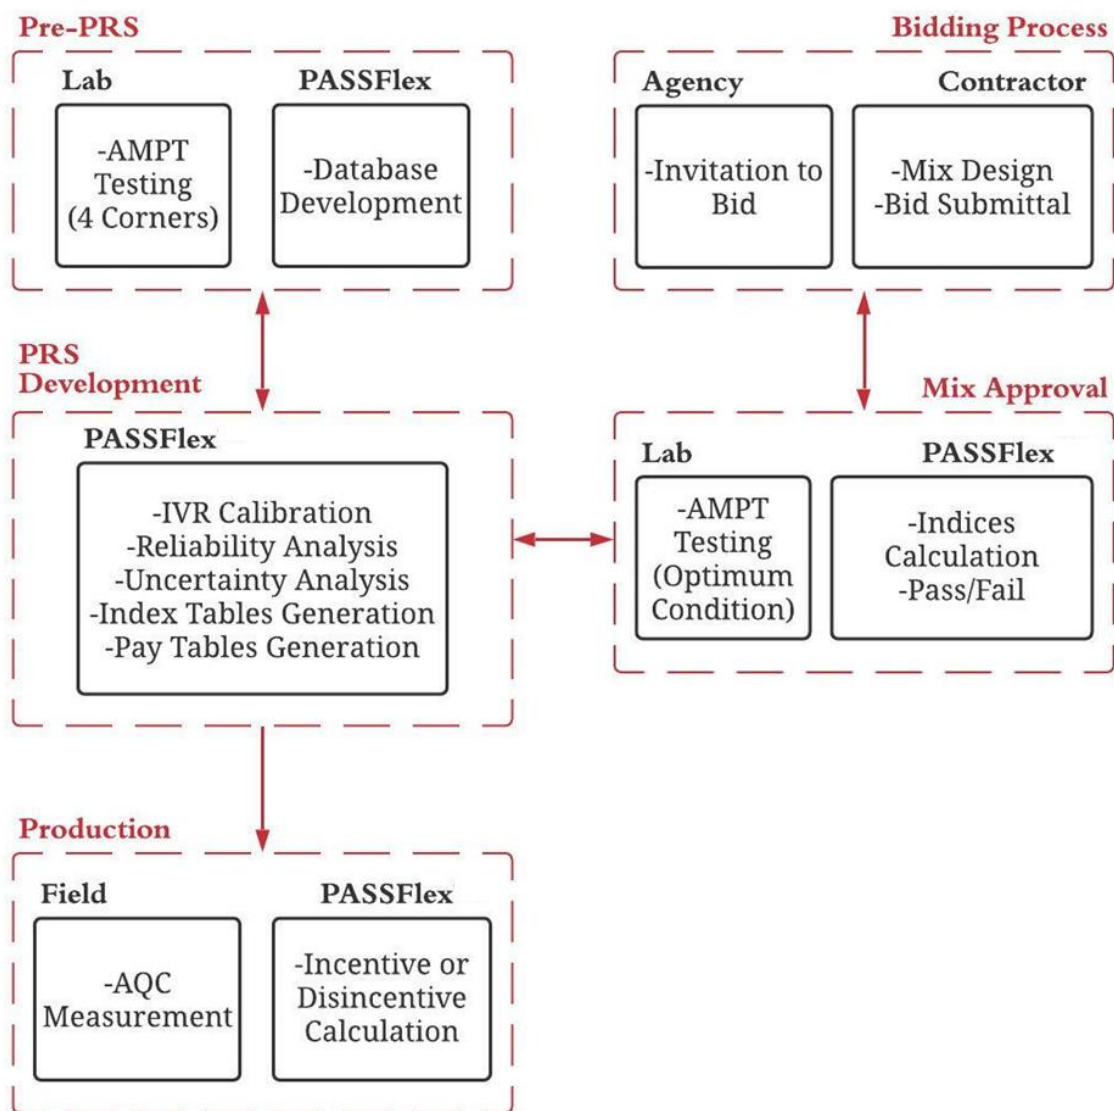 Pre-PRS
Lab
PASSFlex
-AMPT
Testing
(4 Corners)
-Database
Development
Bidding Process
Agency
Contractor
-Invitation to
Bid
-Mix Design
-Bid Submittal
PRS
Development
PASSFlex
-IVR Calibration
-Reliability Analysis
-Uncertainty Analysis
-Index Tables Generation
-Pay Tables Generation
Mix Approval
Lab
PASSFlex
-AMPT
Testing
(Optimum
Condition)
-Indices
Calculation
-Pass/Fail
Production
Field
PASSFlex
-AQC
Measurement
-Incentive or
Disincentive
Calculation